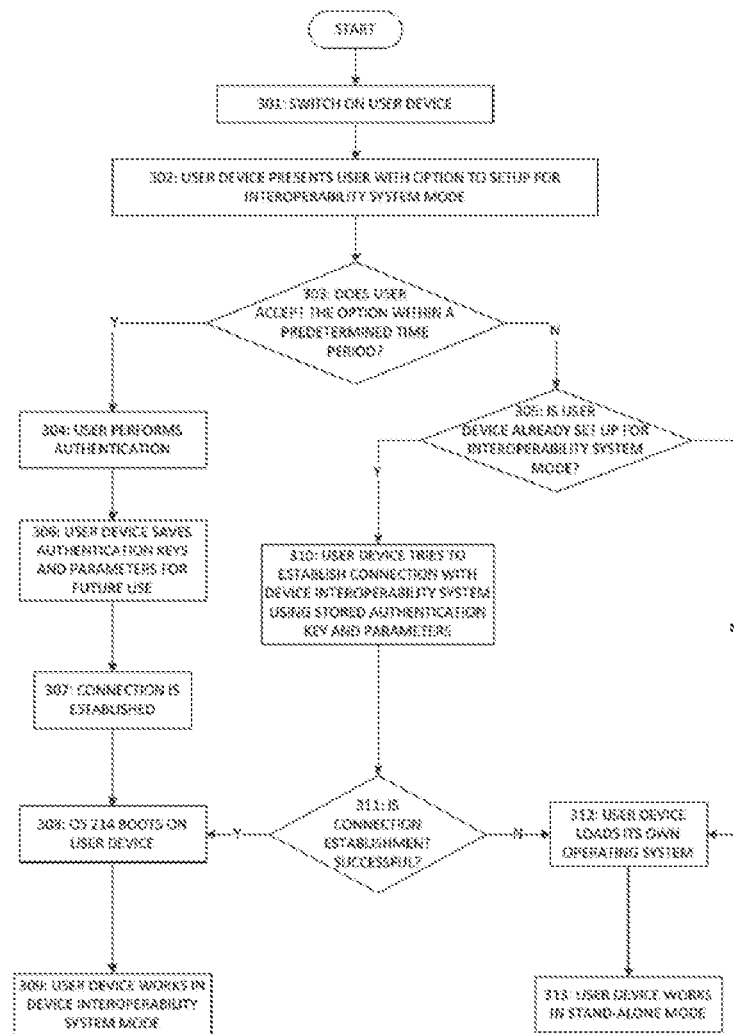 START
301: SWITCH ON USER DEVICE
302: USER DEVICE PRESENTS USER WITH OPTION TO SETUP FOR
INTEROPERABILITY SYSTEM MODE
303: DOES USER
ACCEPT THE OPTION WITHIN A
PREDETERMINED TIME
PERIOD?
Y
N
304: USER PERFORMS
AUTHENTICATION
305: IS USER
DEVICE ALREADY SET UP FOR
INTEROPERABILITY SYSTEM
MODE?
Y
N
306: USER DEVICE SAVES
AUTHENTICATION KEYS
AND PARAMETERS FOR
FUTURE USE
310: USER DEVICE TRIES TO
ESTABLISH CONNECTION WITH
DEVICE INTEROPERABILITY SYSTEM
USING STORED AUTHENTICATION
KEY AND PARAMETERS
307: CONNECTION IS
ESTABLISHED
308: OS 214 BOOTS ON
USER DEVICE
Y
311: IS
CONNECTION
ESTABLISHMENT
SUCCESSFUL?
N
312: USER DEVICE
LOADS ITS OWN
OPERATING SYSTEM
309: USER DEVICE WORKS IN
DEVICE INTEROPERABILITY
SYSTEM MODE
313: USER DEVICE WORKS
IN STAND-ALONE MODE